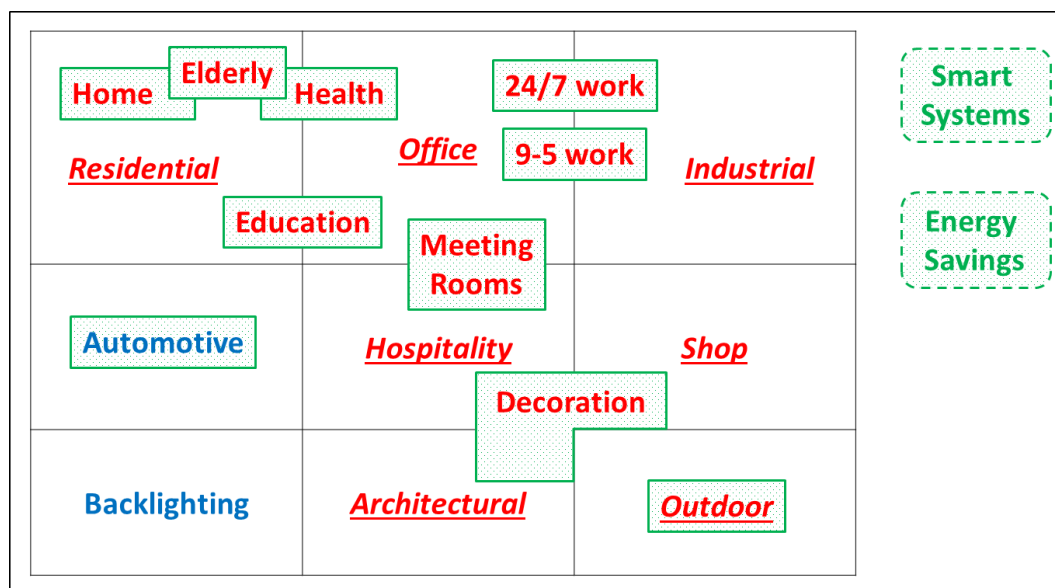 Elderly
Home
Health
24/7 work
Smart
Systems
Residential
Office
9-5 work
Industrial
Education
Meeting
Rooms
Energy
Savings
Automotive
Hospitality
Shop
Decoration
Backlighting
Architectural
Outdoor